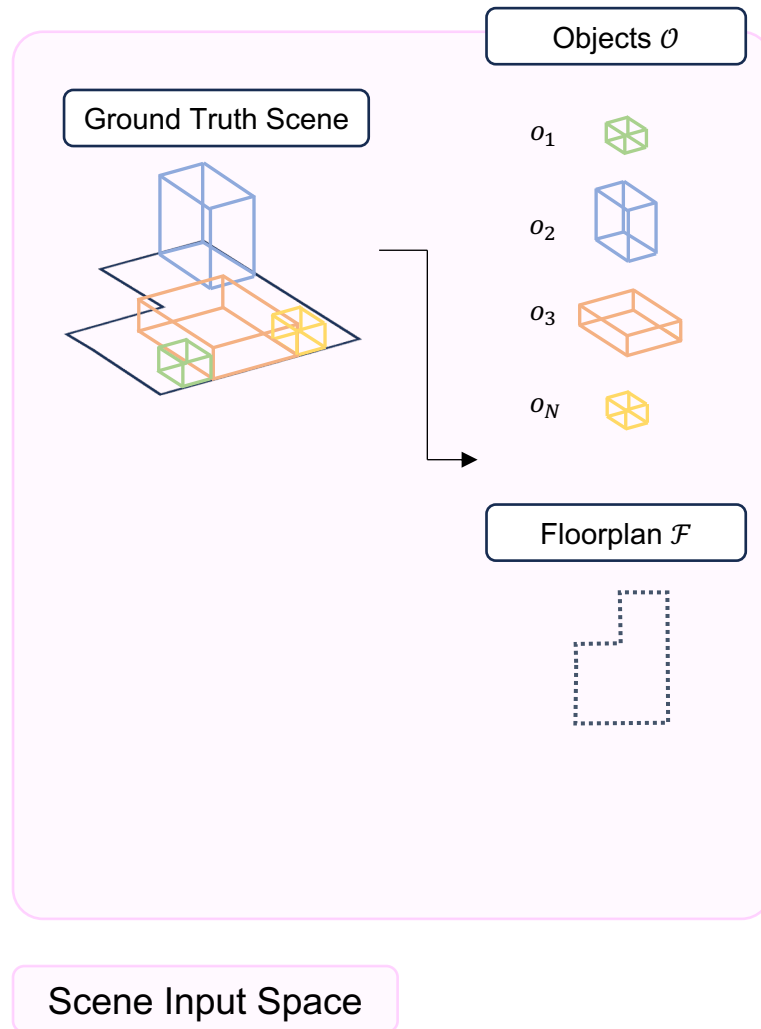 Objects 𝒪
Ground Truth Scene
o₁
o₂
o₃
o_N
Floorplan ℱ
Scene Input Space